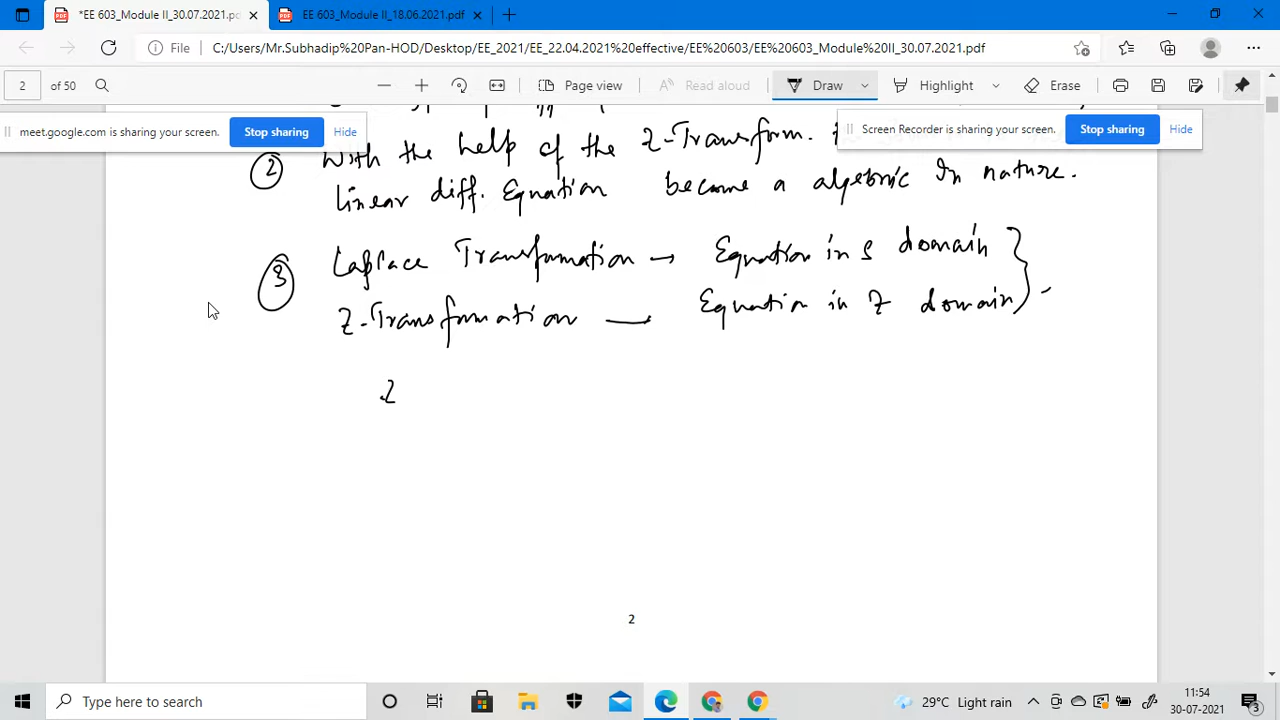 *EE 603_Module II_30.07.2021.pd
EE 603_Module II_18.06.2021.pdf
File C:/Users/Mr.Subhadip%20Pan-HOD/Desktop/EE_2021/EE_22.04.2021%20effective/EE%20603/EE%20603_Module%20II_30.07.2021.pdf
2 of 50 Page view Read aloud Draw Highlight Erase
meet.google.com is sharing your screen. Stop sharing Hide
Screen Recorder is sharing your screen. Stop sharing Hide
2 With the help of the Z-Transform.
linear diff. Equation become a algebric in nature.
3 Laplace Transformation → Equation in s domain
Z-Transformation — Equation in Z domain
Z
2
Type here to search
29°C Light rain
11:54
30-07-2021
3